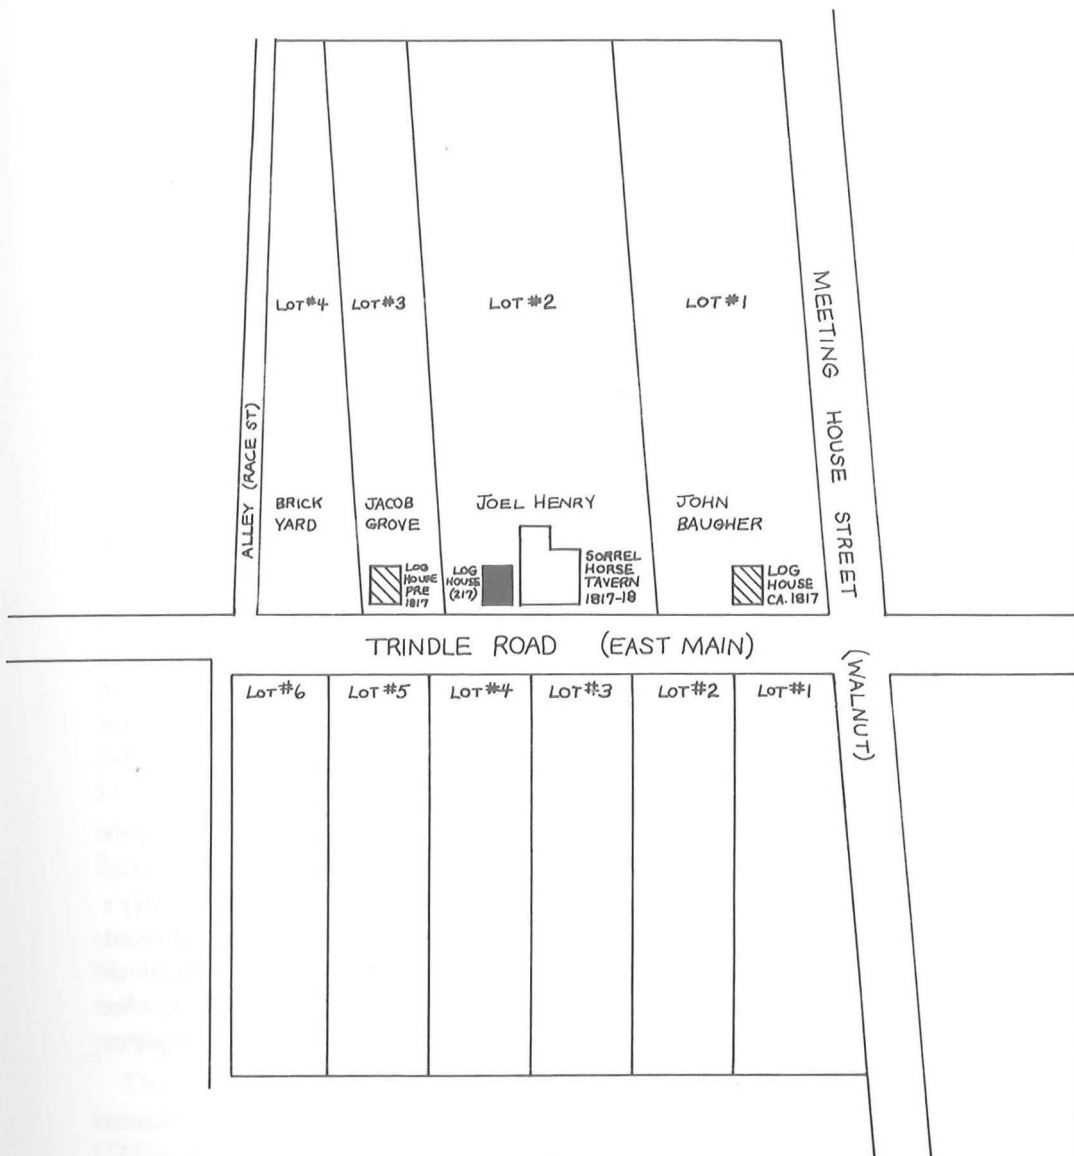 LOT #4
LOT #3
LOT #2
LOT #1
MEETING HOUSE STREET
ALLEY (RACE ST)
BRICK
YARD
JACOB
GROVE
JOEL HENRY
JOHN
BAUGHER
LOG
HOUSE
PRE
1817
LOG
HOUSE
(217)
SORREL
HORSE
TAVERN
1817-18
LOG
HOUSE
CA. 1817
TRINDLE ROAD (EAST MAIN)
(WALNUT)
LOT #6
LOT #5
LOT #4
LOT #3
LOT #2
LOT #1